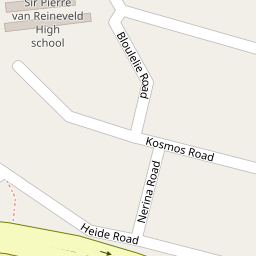 Sir Pierre
van Reineveld
High
school
Bloulelie Road
Kosmos Road
Nerina Road
Heide Road